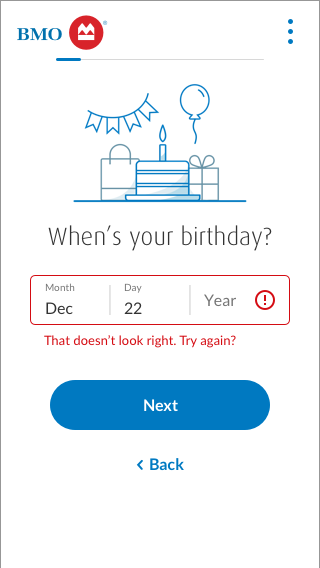 BMO
When's your birthday?
Month
Dec
Day
22
Year
That doesn't look right. Try again?
Next
Back